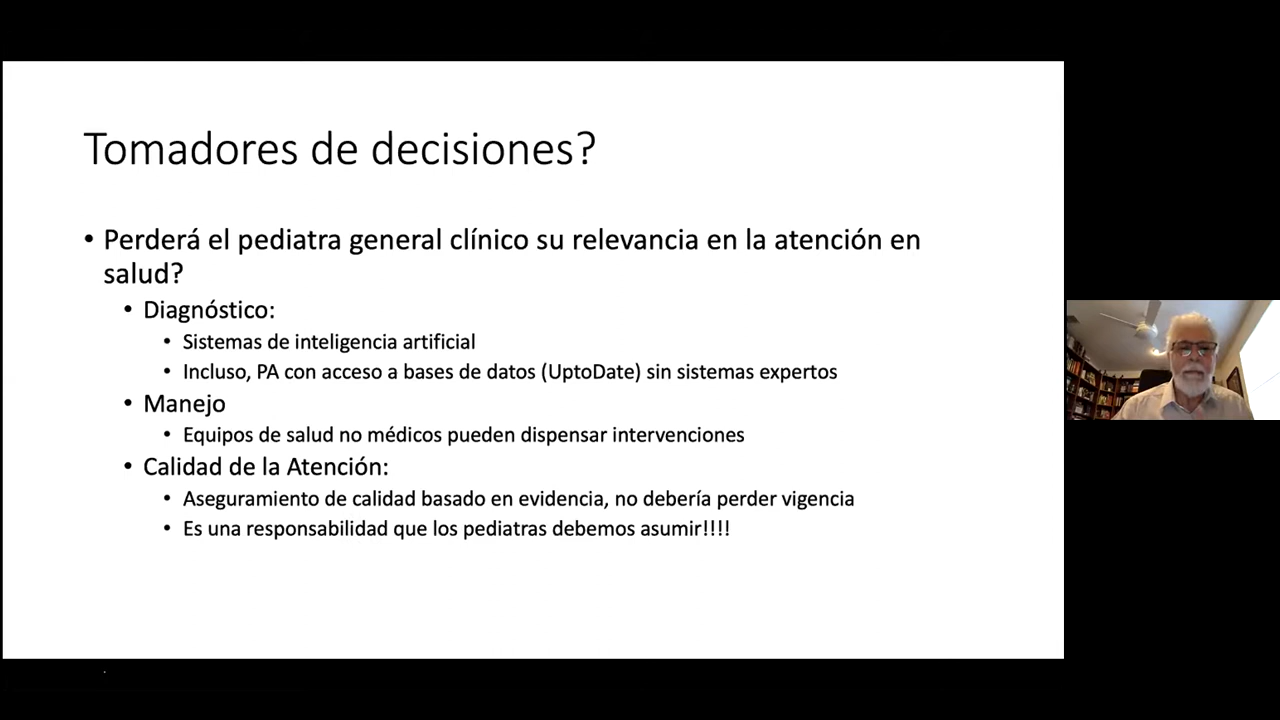 Tomadores de decisiones?
• Perderá el pediatra general clínico su relevancia en la atención en
salud?
• Diagnóstico:
• Sistemas de inteligencia artificial
• Incluso, PA con acceso a bases de datos (UptoDate) sin sistemas expertos
• Manejo
• Equipos de salud no médicos pueden dispensar intervenciones
• Calidad de la Atención:
• Aseguramiento de calidad basado en evidencia, no debería perder vigencia
• Es una responsabilidad que los pediatras debemos asumir!!!!